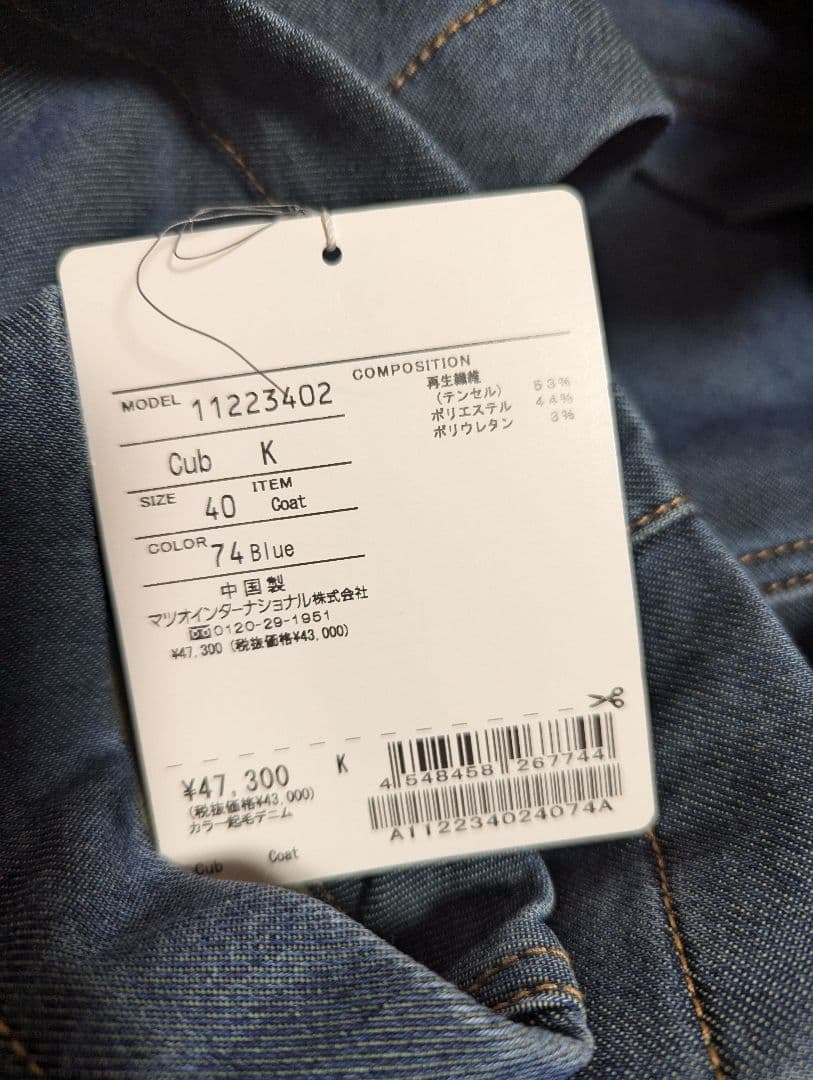 MODEL 11223402
COMPOSITION
再生繊維 53%
(テンセル) 44%
ポリエステル 3%
ポリウレタン
Cub K
SIZE 40 ITEM Coat
COLOR 74 Blue
中国製
マツオインターナショナル株式会社
0120-29-1951
¥47,300 (税抜価格¥43,000)
¥47,300 K
(税抜価格¥43,000)
カラー起毛デニム
Cub Coat
4 548458 267744
A112234024074A